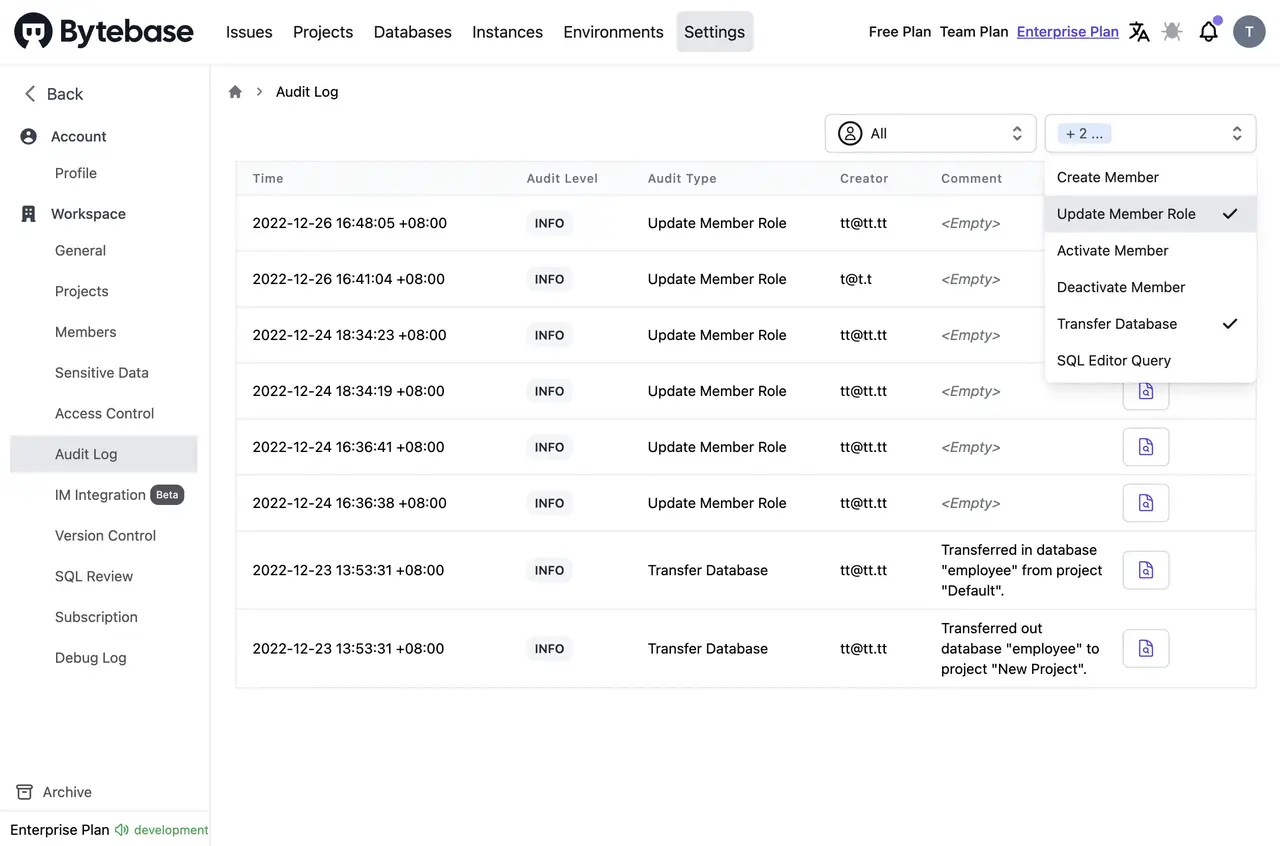 Bytebase
Issues Projects Databases Instances Environments Settings
Free Plan Team Plan Enterprise Plan
T
Back
Account
Profile
Workspace
General
Projects
Members
Sensitive Data
Access Control
Audit Log
IM Integration Beta
Version Control
SQL Review
Subscription
Debug Log
Archive
Enterprise Plan development
Audit Log
All
+ 2 ...
Create Member
Update Member Role
Activate Member
Deactivate Member
Transfer Database
SQL Editor Query
Time Audit Level Audit Type Creator Comment
2022-12-26 16:48:05 +08:00 INFO Update Member Role tt@tt.tt <Empty>
2022-12-26 16:41:04 +08:00 INFO Update Member Role t@t.t <Empty>
2022-12-24 18:34:23 +08:00 INFO Update Member Role tt@tt.tt <Empty>
2022-12-24 18:34:19 +08:00 INFO Update Member Role tt@tt.tt <Empty>
2022-12-24 16:36:41 +08:00 INFO Update Member Role tt@tt.tt <Empty>
2022-12-24 16:36:38 +08:00 INFO Update Member Role tt@tt.tt <Empty>
2022-12-23 13:53:31 +08:00 INFO Transfer Database tt@tt.tt
Transferred in database
"employee" from project
"Default".
2022-12-23 13:53:31 +08:00 INFO Transfer Database tt@tt.tt
Transferred out
database "employee" to
project "New Project".